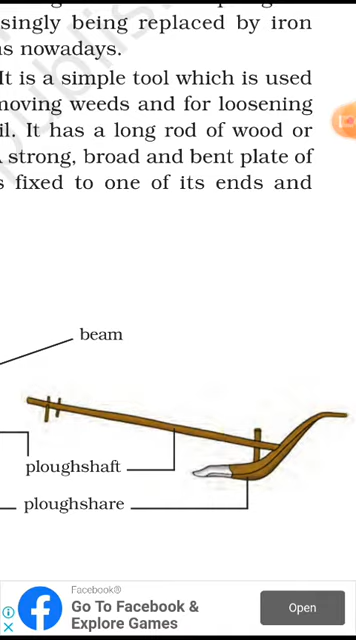 singly being replaced by iron
ns nowadays.
It is a simple tool which is used
moving weeds and for loosening
il. It has a long rod of wood or
strong, broad and bent plate of
s fixed to one of its ends and
beam
ploughshaft
ploughshare
Facebook®
Go To Facebook &
Explore Games
Open